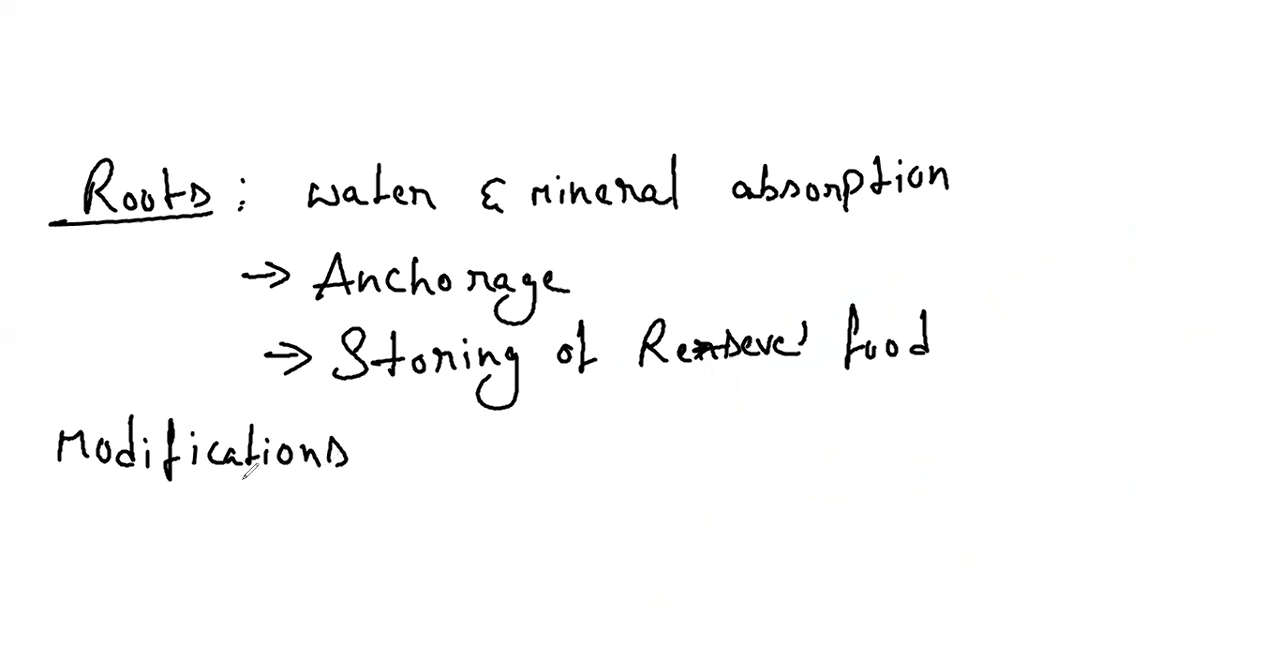 Roots : water & mineral absorption
→ Anchorage
→ Storing of Reserve' food
Modifications